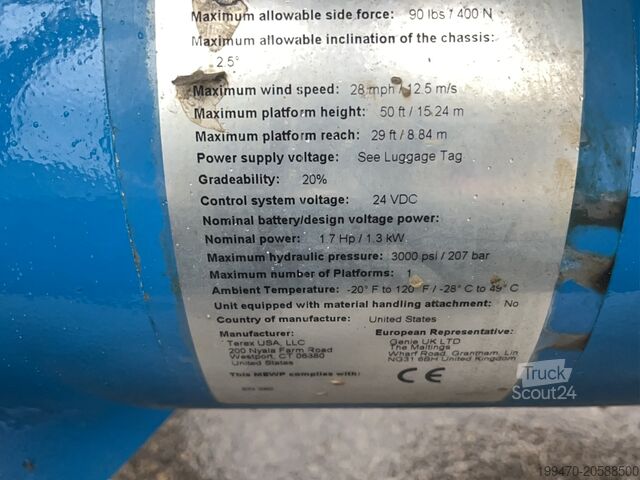 Maximum allowable side force: 90 lbs / 400 N
Maximum allowable inclination of the chassis:
2.5°
Maximum wind speed: 28 mph / 12.5 m/s
Maximum platform height: 50 ft / 15.24 m
Maximum platform reach: 29 ft / 8.84 m
Power supply voltage: See Luggage Tag
Gradeability: 20%
Control system voltage: 24 VDC
Nominal battery/design voltage power:
Nominal power: 1.7 Hp / 1.3 kW
Maximum hydraulic pressure: 3000 psi / 207 bar
Maximum number of Platforms: 1
Ambient Temperature: -20° F to 120° F / -28° C to 49° C
Unit equipped with material handling attachment: No
Country of manufacture: United States
Manufacturer:
Terex USA, LLC
200 Nyala Farm Road
Westport, CT 06880
United States
European Representative:
Genie UK LTD
The Maltings
Wharf Road, Grantham, Lin
NG31 6BH United Kingdom
This MEWP complies with:
CE
Truck
Scout24
199470-20588500